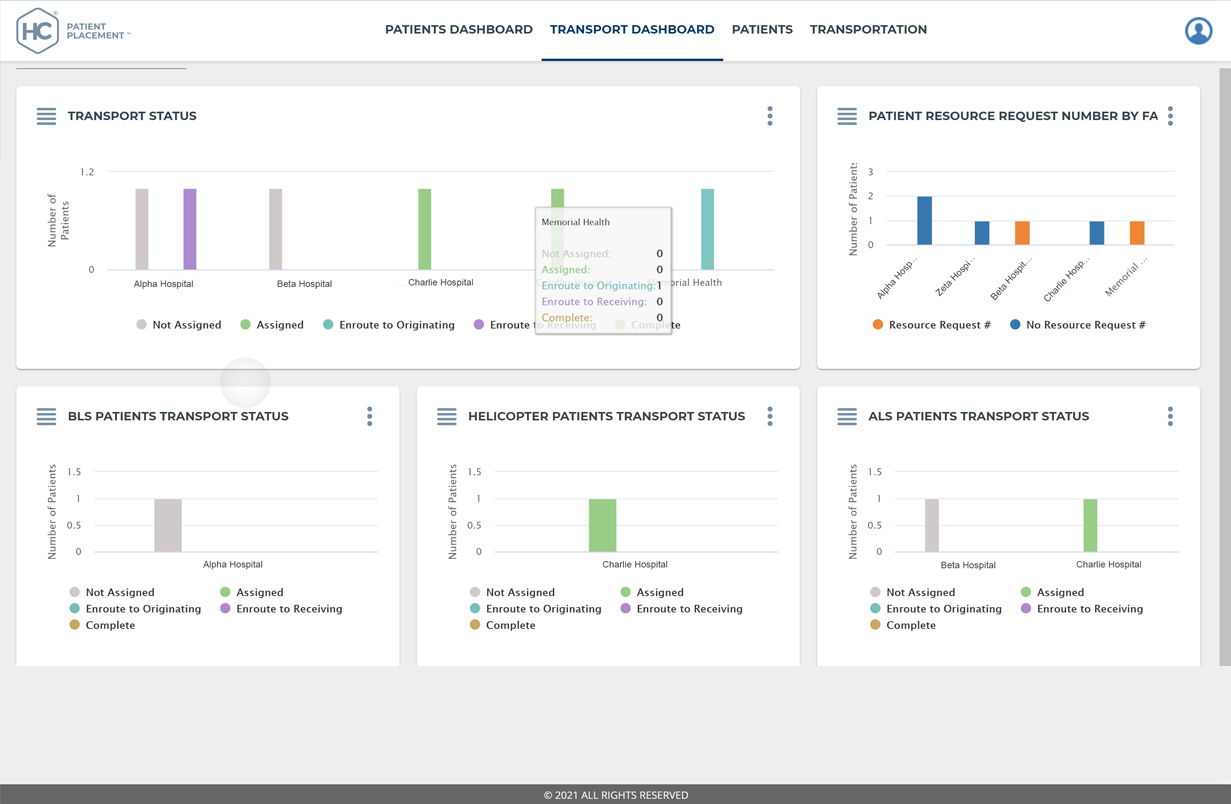 HC
®
PATIENT
PLACEMENT™
PATIENTS DASHBOARD
TRANSPORT DASHBOARD
PATIENTS
TRANSPORTATION
TRANSPORT STATUS
Number of
Patients
1.2
0
Alpha Hospital
Beta Hospital
Charlie Hospital
orial Health
Memorial Health
Not Assigned: 0
Assigned: 0
Enroute to Originating: 1
Enroute to Receiving: 0
Complete: 0
Not Assigned
Assigned
Enroute to Originating
Enroute to Receiving
Complete
PATIENT RESOURCE REQUEST NUMBER BY FA
Number of Patients
3
2
1
0
Alpha Hosp...
Zeta Hospi...
Beta Hospit...
Charlie Hosp...
Memorial ...
Resource Request #
No Resource Request #
BLS PATIENTS TRANSPORT STATUS
Number of Patients
1.5
1
0.5
0
Alpha Hospital
Not Assigned
Assigned
Enroute to Originating
Enroute to Receiving
Complete
HELICOPTER PATIENTS TRANSPORT STATUS
Number of Patients
1.5
1
0.5
0
Charlie Hospital
Not Assigned
Assigned
Enroute to Originating
Enroute to Receiving
Complete
ALS PATIENTS TRANSPORT STATUS
Number of Patients
1.5
1
0.5
0
Beta Hospital
Charlie Hospital
Not Assigned
Assigned
Enroute to Originating
Enroute to Receiving
Complete
© 2021 ALL RIGHTS RESERVED